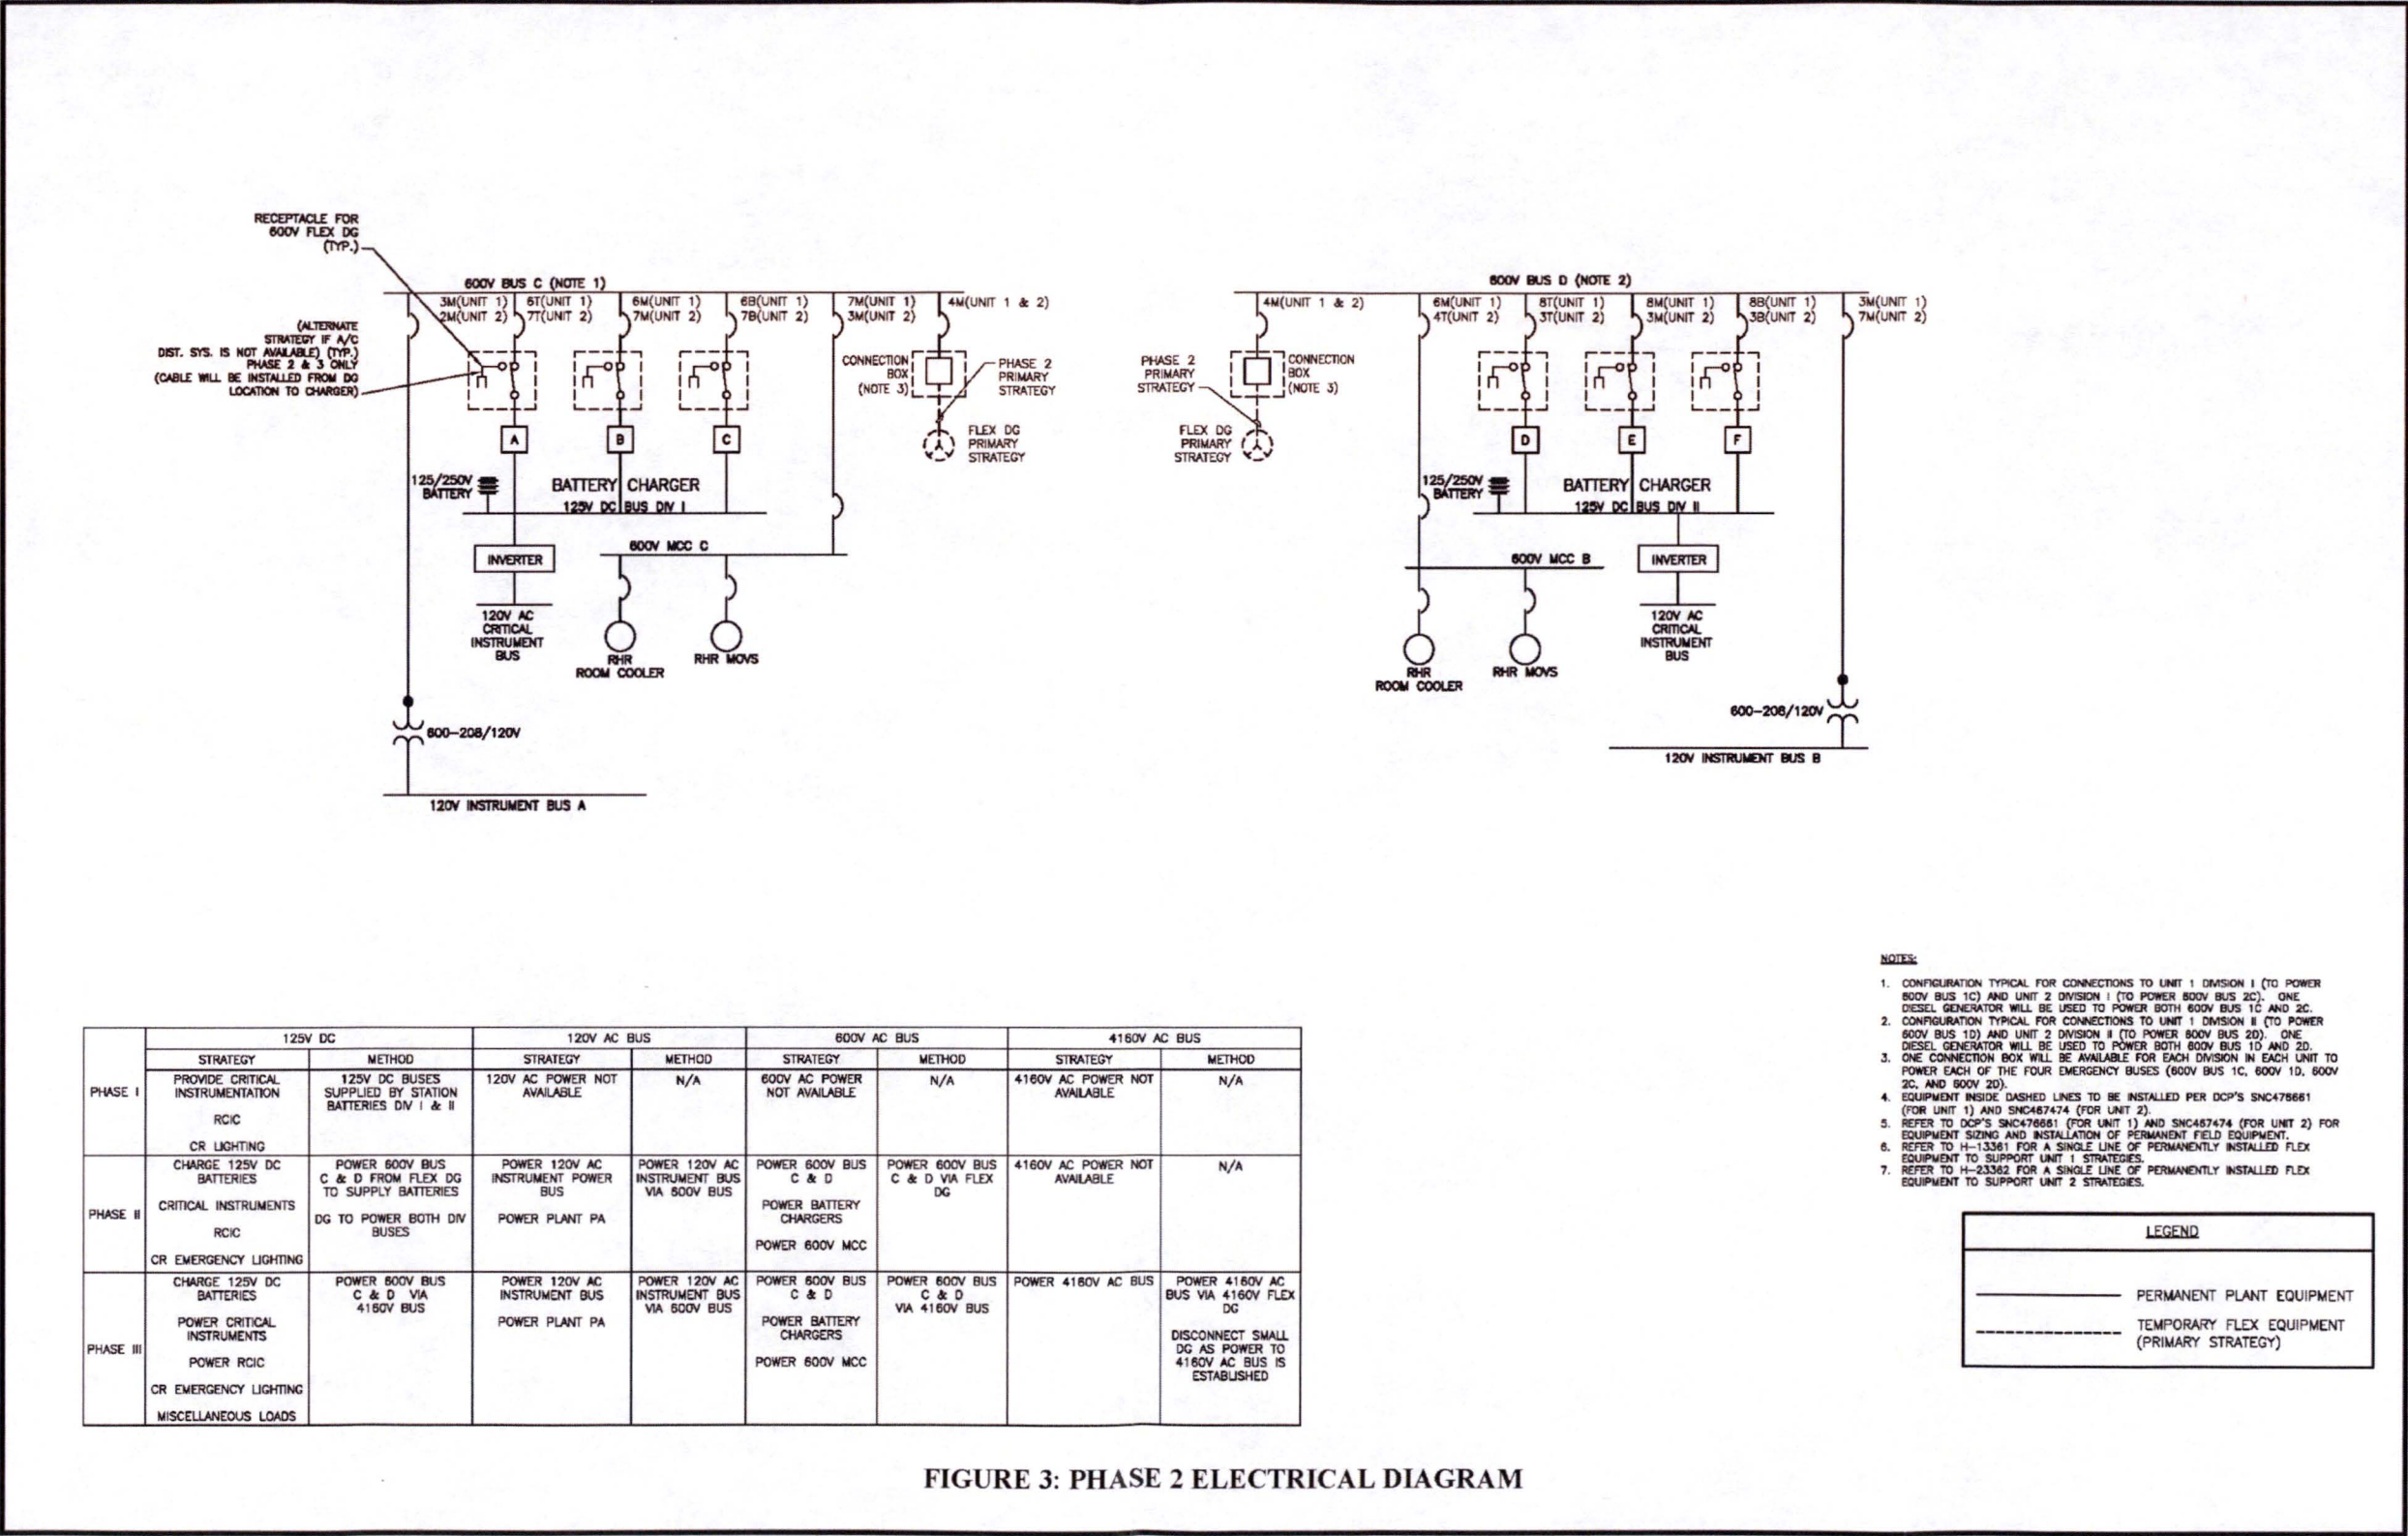 RECEPTACLE FOR
600V FLEX DG
(TYP.)
600V BUS C (NOTE 1)
3M(UNIT 1)
2M(UNIT 2)
6T(UNIT 1)
7T(UNIT 2)
6M(UNIT 1)
7M(UNIT 2)
6B(UNIT 1)
7B(UNIT 2)
7M(UNIT 1)
3M(UNIT 2)
4M(UNIT 1 & 2)
(ALTERNATE
STRATEGY IF A/C
DIST. SYS. IS NOT AVAILABLE) (TYP.)
PHASE 2 & 3 ONLY
(CABLE WILL BE INSTALLED FROM DG
LOCATION TO CHARGER)
CONNECTION
BOX
(NOTE 3)
PHASE 2
PRIMARY
STRATEGY
FLEX DG
PRIMARY
STRATEGY
A
B
C
125/250V
BATTERY
BATTERY CHARGER
125V DC BUS DIV I
INVERTER
120V AC
CRITICAL
INSTRUMENT
BUS
600V MCC C
RHR
ROOM COOLER
RHR MOVS
600-208/120V
120V INSTRUMENT BUS A
600V BUS D (NOTE 2)
4M(UNIT 1 & 2)
6M(UNIT 1)
4T(UNIT 2)
8T(UNIT 1)
3T(UNIT 2)
8M(UNIT 1)
3M(UNIT 2)
8B(UNIT 1)
3B(UNIT 2)
3M(UNIT 1)
7M(UNIT 2)
PHASE 2
PRIMARY
STRATEGY
CONNECTION
BOX
(NOTE 3)
FLEX DG
PRIMARY
STRATEGY
D
E
F
125/250V
BATTERY
BATTERY CHARGER
125V DC BUS DIV II
600V MCC B
INVERTER
120V AC
CRITICAL
INSTRUMENT
BUS
RHR
ROOM COOLER
RHR MOVS
600-208/120V
120V INSTRUMENT BUS B
NOTES:
1. CONFIGURATION TYPICAL FOR CONNECTIONS TO UNIT 1 DIVISION I (TO POWER
600V BUS 1C) AND UNIT 2 DIVISION I (TO POWER 600V BUS 2C). ONE
DIESEL GENERATOR WILL BE USED TO POWER BOTH 600V BUS 1C AND 2C.
2. CONFIGURATION TYPICAL FOR CONNECTIONS TO UNIT 1 DIVISION II (TO POWER
600V BUS 1D) AND UNIT 2 DIVISION II (TO POWER 600V BUS 2D). ONE
DIESEL GENERATOR WILL BE USED TO POWER BOTH 600V BUS 1D AND 2D.
3. ONE CONNECTION BOX WILL BE AVAILABLE FOR EACH DIVISION IN EACH UNIT TO
POWER EACH OF THE FOUR EMERGENCY BUSES (600V BUS 1C, 600V 1D, 600V
2C, AND 600V 2D).
4. EQUIPMENT INSIDE DASHED LINES TO BE INSTALLED PER DCP'S SNC476661
(FOR UNIT 1) AND SNC467474 (FOR UNIT 2).
5. REFER TO DCP'S SNC476661 (FOR UNIT 1) AND SNC467474 (FOR UNIT 2) FOR
EQUIPMENT SIZING AND INSTALLATION OF PERMANENT FIELD EQUIPMENT.
6. REFER TO H-13361 FOR A SINGLE LINE OF PERMANENTLY INSTALLED FLEX
EQUIPMENT TO SUPPORT UNIT 1 STRATEGIES.
7. REFER TO H-23362 FOR A SINGLE LINE OF PERMANENTLY INSTALLED FLEX
EQUIPMENT TO SUPPORT UNIT 2 STRATEGIES.
125V DC
120V AC BUS
600V AC BUS
4160V AC BUS
STRATEGY
METHOD
STRATEGY
METHOD
STRATEGY
METHOD
STRATEGY
METHOD
PHASE I
PROVIDE CRITICAL
INSTRUMENTATION
RCIC
CR LIGHTING
125V DC BUSES
SUPPLIED BY STATION
BATTERIES DIV I & II
120V AC POWER NOT
AVAILABLE
N/A
600V AC POWER
NOT AVAILABLE
N/A
4160V AC POWER NOT
AVAILABLE
N/A
PHASE II
CHARGE 125V DC
BATTERIES
CRITICAL INSTRUMENTS
RCIC
CR EMERGENCY LIGHTING
POWER 600V BUS
C & D FROM FLEX DG
TO SUPPLY BATTERIES
DG TO POWER BOTH DIV
BUSES
POWER 120V AC
INSTRUMENT POWER
BUS
POWER PLANT PA
POWER 120V AC
INSTRUMENT BUS
VIA 600V BUS
POWER 600V BUS
C & D
POWER BATTERY
CHARGERS
POWER 600V MCC
POWER 600V BUS
C & D VIA FLEX
DG
4160V AC POWER NOT
AVAILABLE
N/A
PHASE III
CHARGE 125V DC
BATTERIES
POWER CRITICAL
INSTRUMENTS
POWER RCIC
CR EMERGENCY LIGHTING
MISCELLANEOUS LOADS
POWER 600V BUS
C & D VIA
4160V BUS
POWER 120V AC
INSTRUMENT BUS
POWER PLANT PA
POWER 120V AC
INSTRUMENT BUS
VIA 600V BUS
POWER 600V BUS
C & D
POWER BATTERY
CHARGERS
POWER 600V MCC
POWER 600V BUS
C & D
VIA 4160V BUS
POWER 4160V AC BUS
POWER 4160V AC
BUS VIA 4160V FLEX
DG
DISCONNECT SMALL
DG AS POWER TO
4160V AC BUS IS
ESTABLISHED
LEGEND
PERMANENT PLANT EQUIPMENT
TEMPORARY FLEX EQUIPMENT
(PRIMARY STRATEGY)
FIGURE 3: PHASE 2 ELECTRICAL DIAGRAM